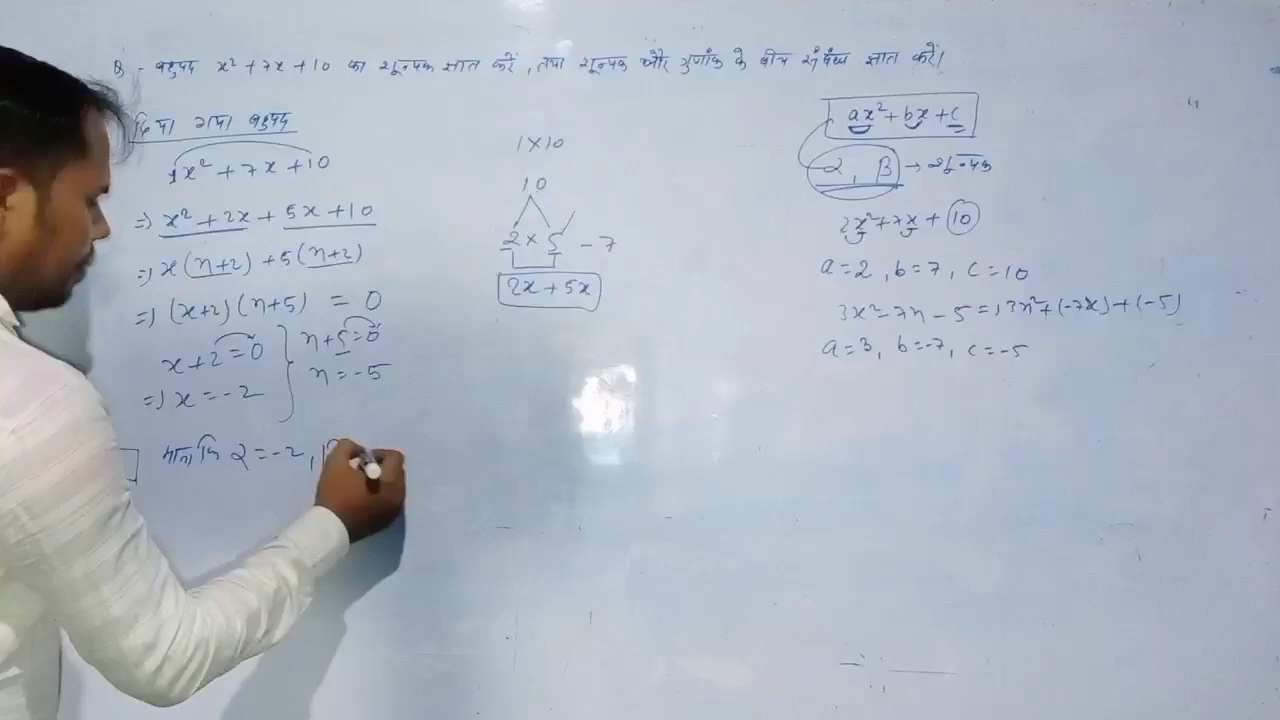 Q - बहुपद x² + 7x + 10 का शून्यक ज्ञात करें, तथा शून्यक और गुणांक के बीच संबंध ज्ञात करें।
दिया गया बहुपद
1x² + 7x + 10
=) x² + 2x + 5x + 10
=) x(x+2) + 5(x+2)
=) (x+2)(x+5) = 0
x+2=0
=) x = -2
x+5=0
x = -5
माना कि α = -2,
1×10
10
2 × 5 - 7
2x + 5x
ax² + bx + c
α, β → शून्यक
2x² + 7x + 10
a=2, b=7, c=10
3x² - 7x - 5 =) 3x² + (-7x) + (-5)
a=3, b=-7, c=-5